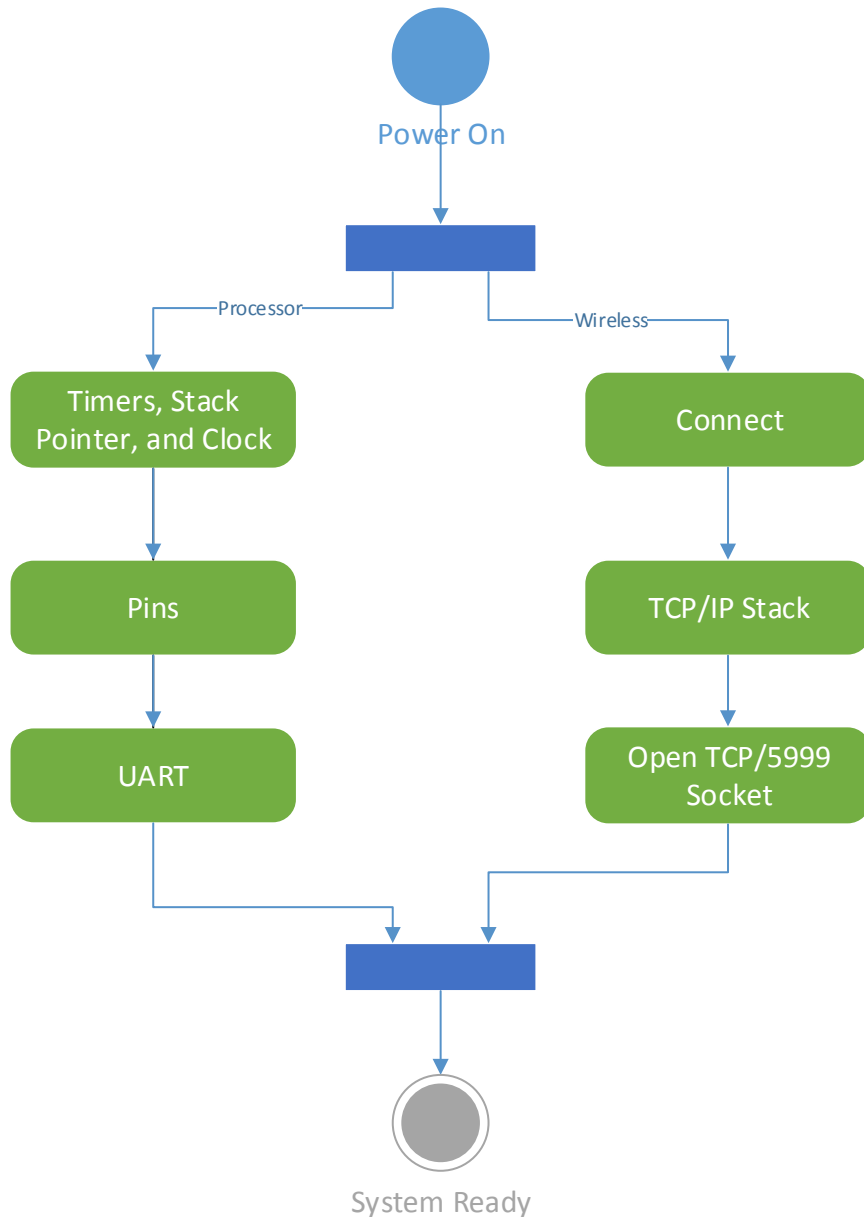 Power On
Processor
Wireless
Timers, Stack
Pointer, and Clock
Connect
Pins
TCP/IP Stack
UART
Open TCP/5999
Socket
System Ready